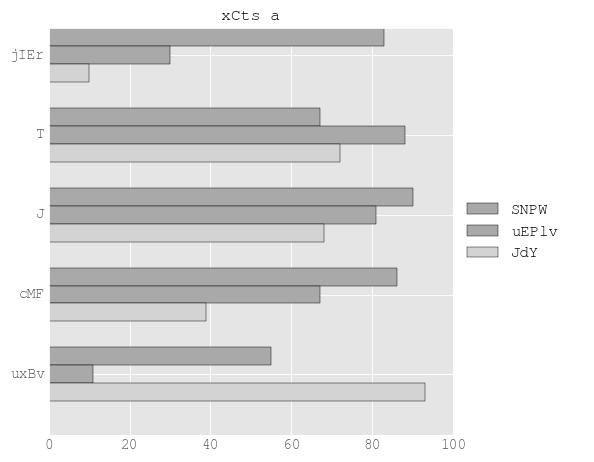 xCts a
jIEr
T
J
cMF
uxBv
0 20 40 60 80 100
SNPW
uEPlv
JdY